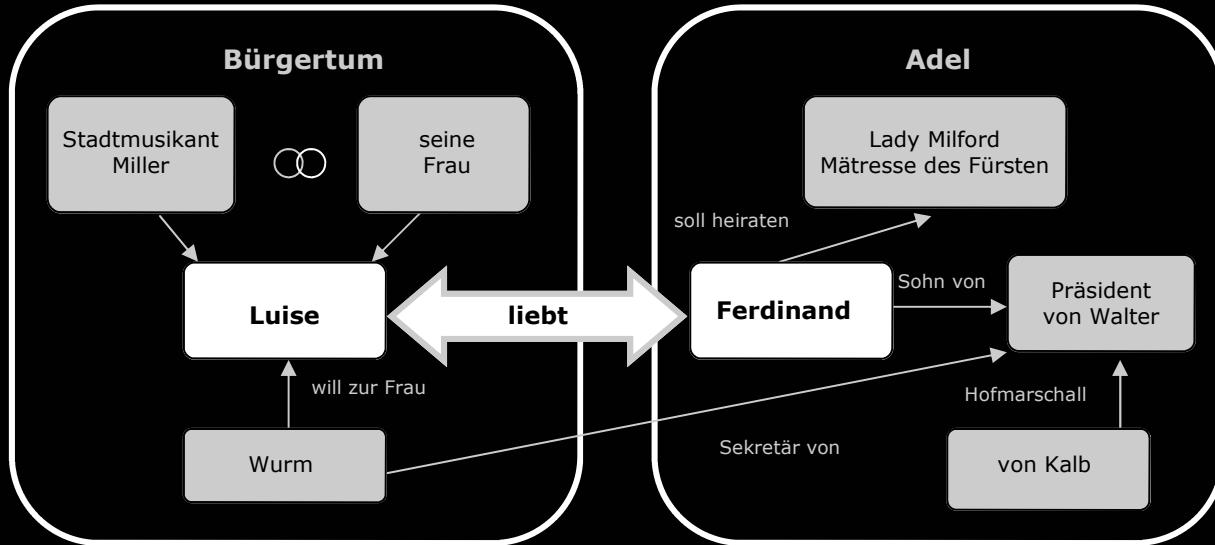 Bürgertum
Stadtmusikant
Miller
seine
Frau
Luise
will zur Frau
Wurm
liebt
Adel
Lady Milford
Mätresse des Fürsten
soll heiraten
Ferdinand
Sohn von
Präsident
von Walter
Hofmarschall
Sekretär von
von Kalb